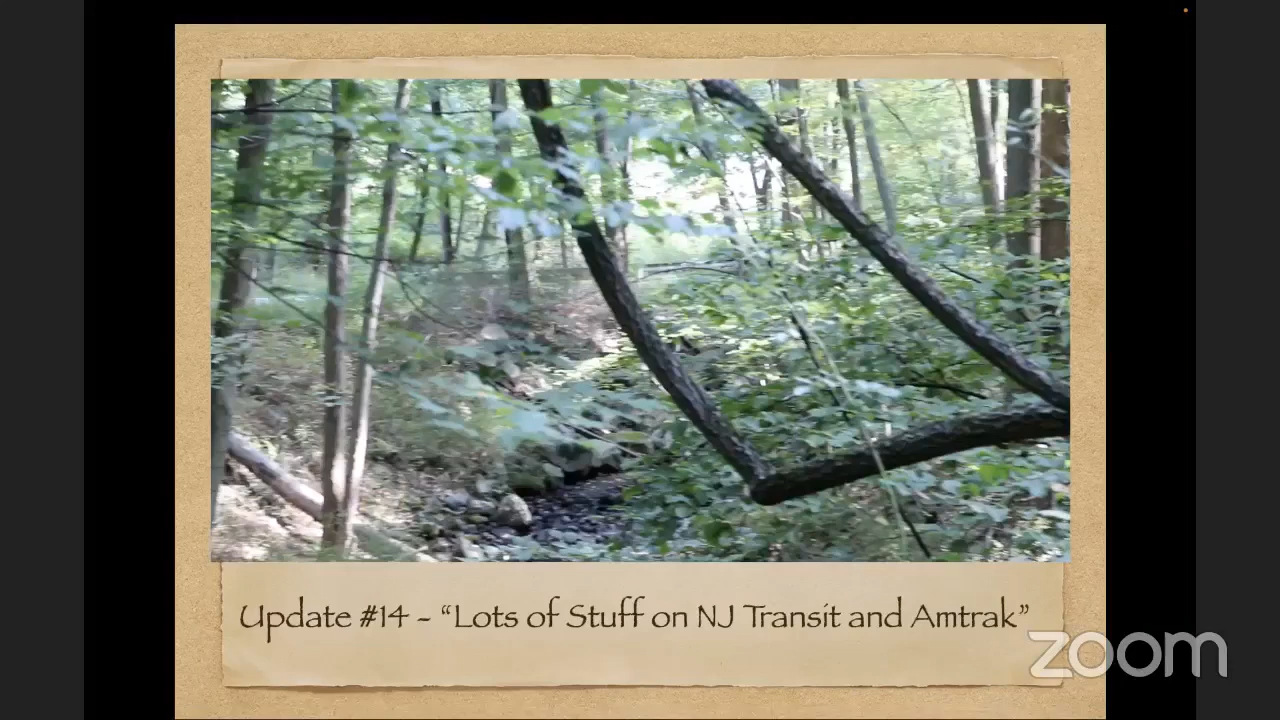 Update #14 - “Lots of Stuff on NJ Transit and Amtrak”
zoom